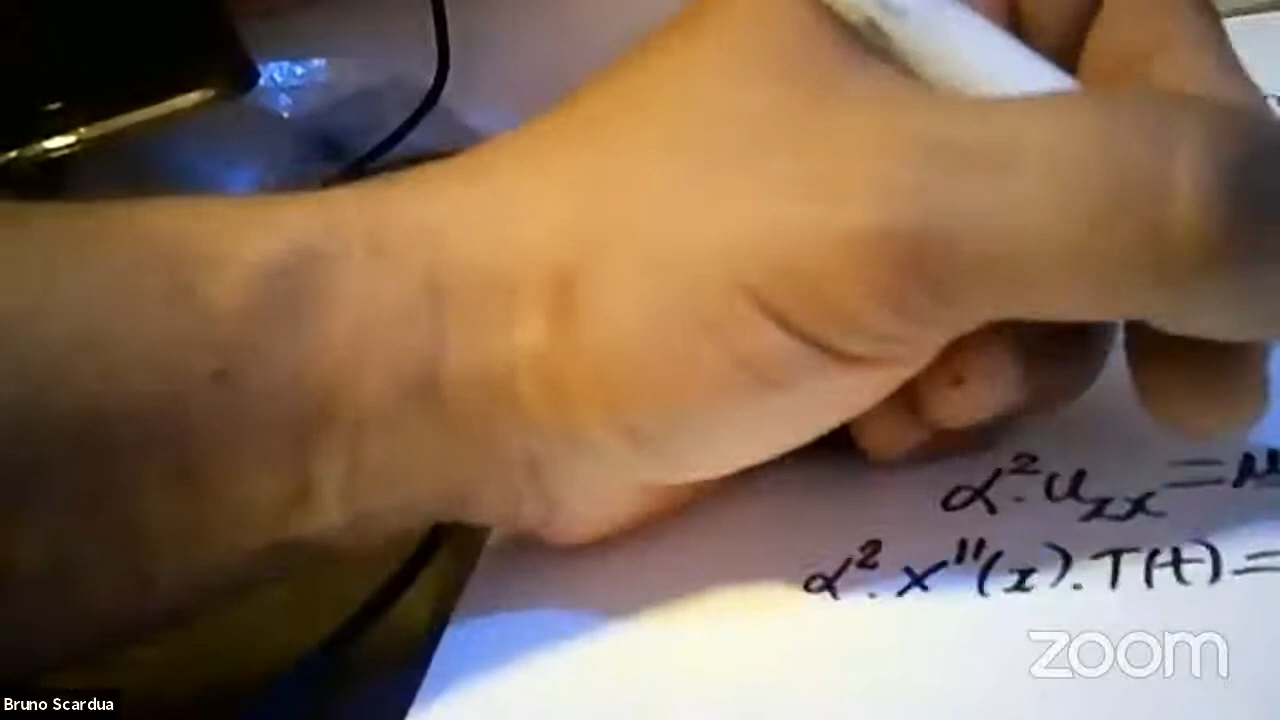 α².u_xx =
α².X''(x).T(t) =
zoom
Bruno Scardua